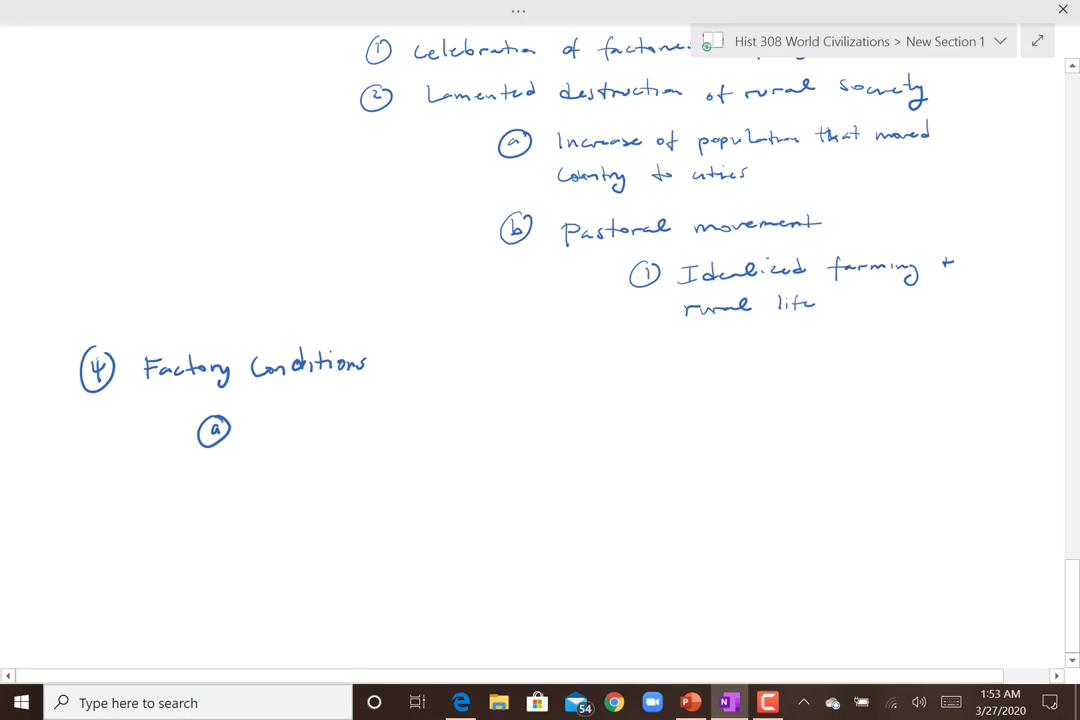 Hist 308 World Civilizations > New Section 1
① Celebration of
② Lamented destruction of rural society
ⓐ Increase of population that moved
Country to cities
ⓑ Pastoral movement
① Idealized farming +
rural life
④ Factory Conditions
ⓐ
Type here to search
54
1:53 AM
3/27/2020